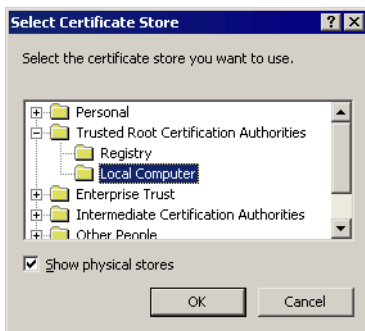 Select Certificate Store
Select the certificate store you want to use.
Personal
Trusted Root Certification Authorities
Registry
Local Computer
Enterprise Trust
Intermediate Certification Authorities
Other People
Show physical stores
OK Cancel